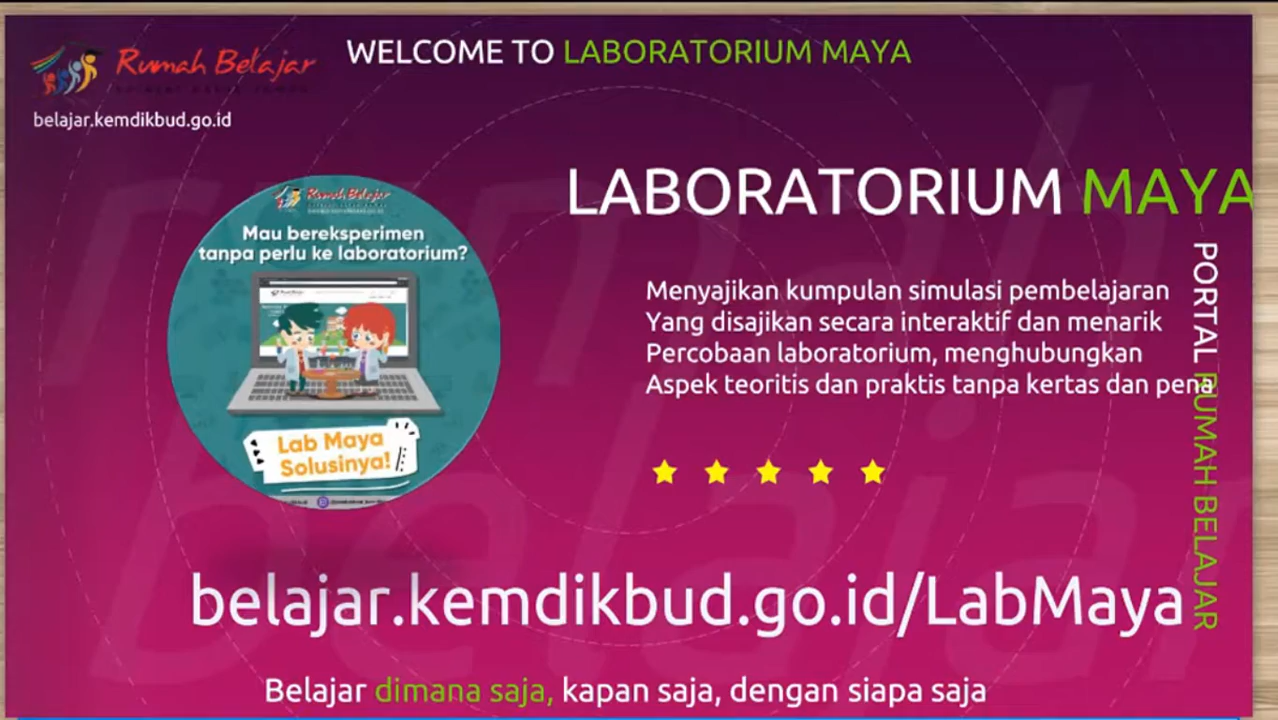 Rumah Belajar
WELCOME TO LABORATORIUM MAYA
belajar.kemdikbud.go.id
LABORATORIUM MAYA
Rumah Belajar
Mau bereksperimen
tanpa perlu ke laboratorium?
Lab Maya
Solusinya!
Menyajikan kumpulan simulasi pembelajaran
Yang disajikan secara interaktif dan menarik
Percobaan laboratorium, menghubungkan
Aspek teoritis dan praktis tanpa kertas dan pena
PORTAL RUMAH BELAJAR
belajar.kemdikbud.go.id/LabMaya
Belajar dimana saja, kapan saja, dengan siapa saja
rumah
belajar